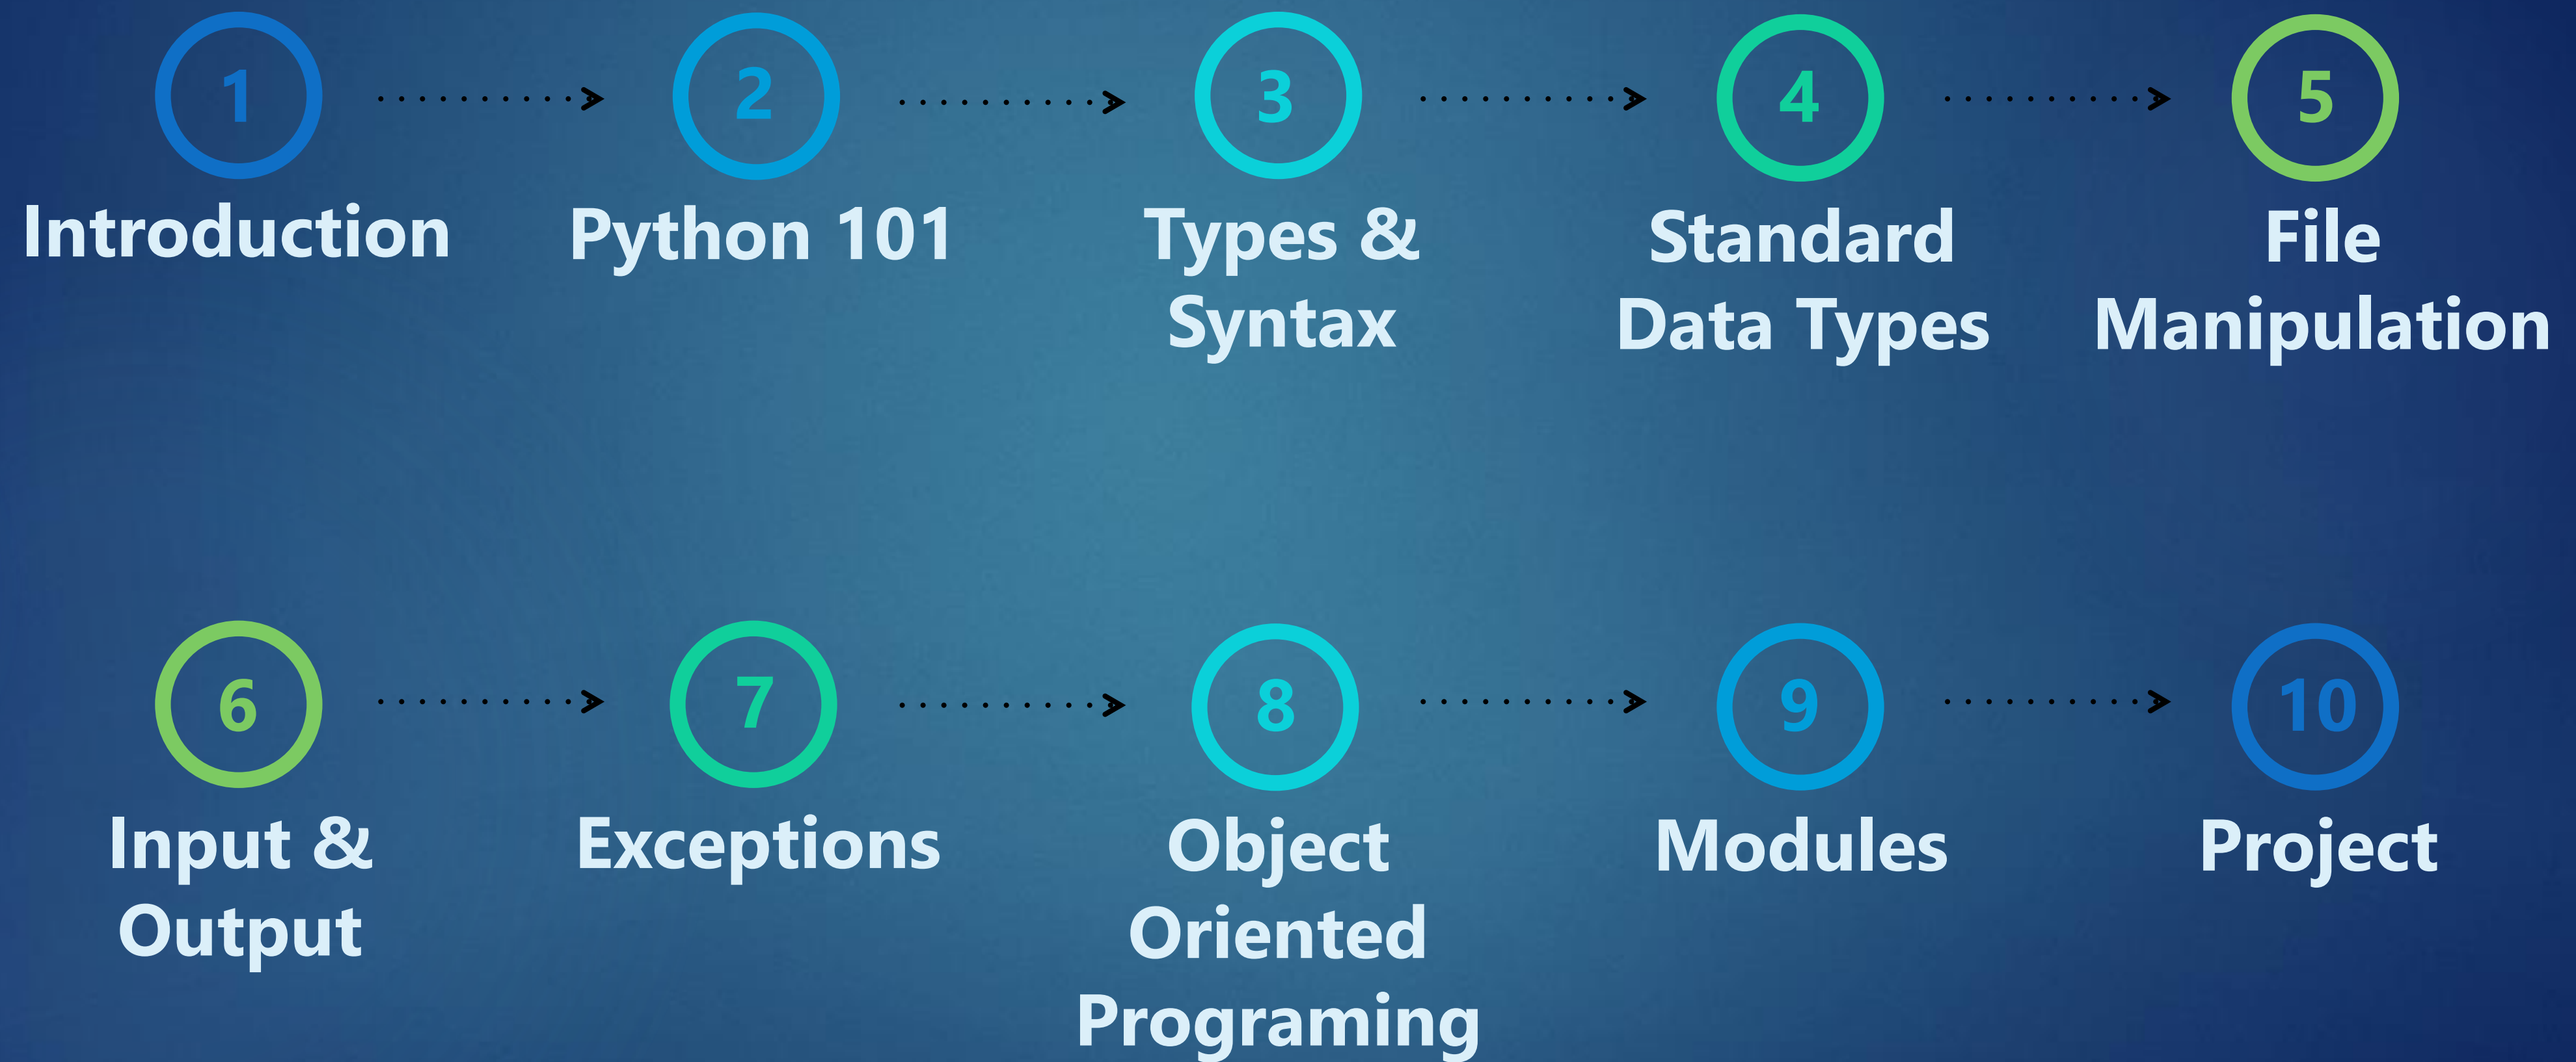 1
Introduction
2
Python 101
3
Types &
Syntax
4
Standard
Data Types
5
File
Manipulation
6
Input &
Output
7
Exceptions
8
Object
Oriented
Programing
9
Modules
10
Project